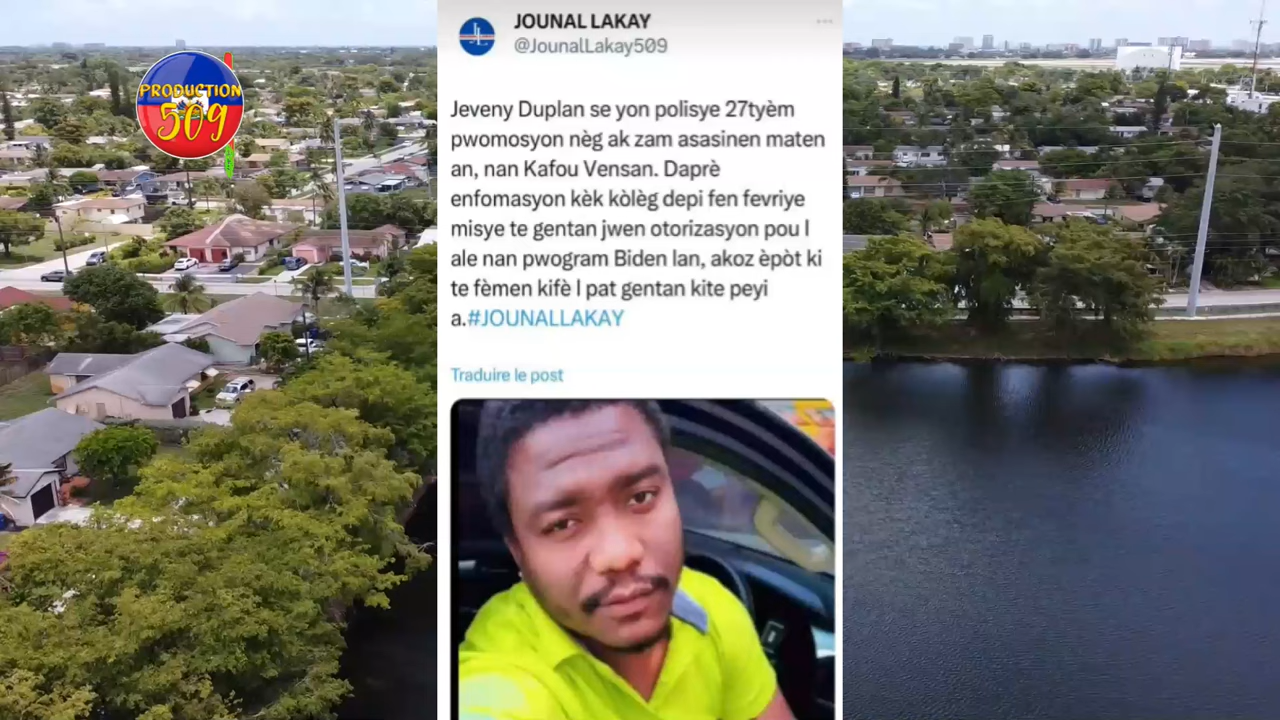 PRODUCTION
509
JOUNAL LAKAY
@JounalLakay509
Jeveny Duplan se yon polisye 27tyèm
pwomosyon nèg ak zam asasinen maten
an, nan Kafou Vensan. Daprè
enfomasyon kèk kòlèg depi fen fevriye
misye te gentan jwen otorizasyon pou l
ale nan pwogram Biden lan, akoz èpòt ki
te fèmen kifè l pat gentan kite peyi
a.#JOUNALLAKAY
Traduire le post